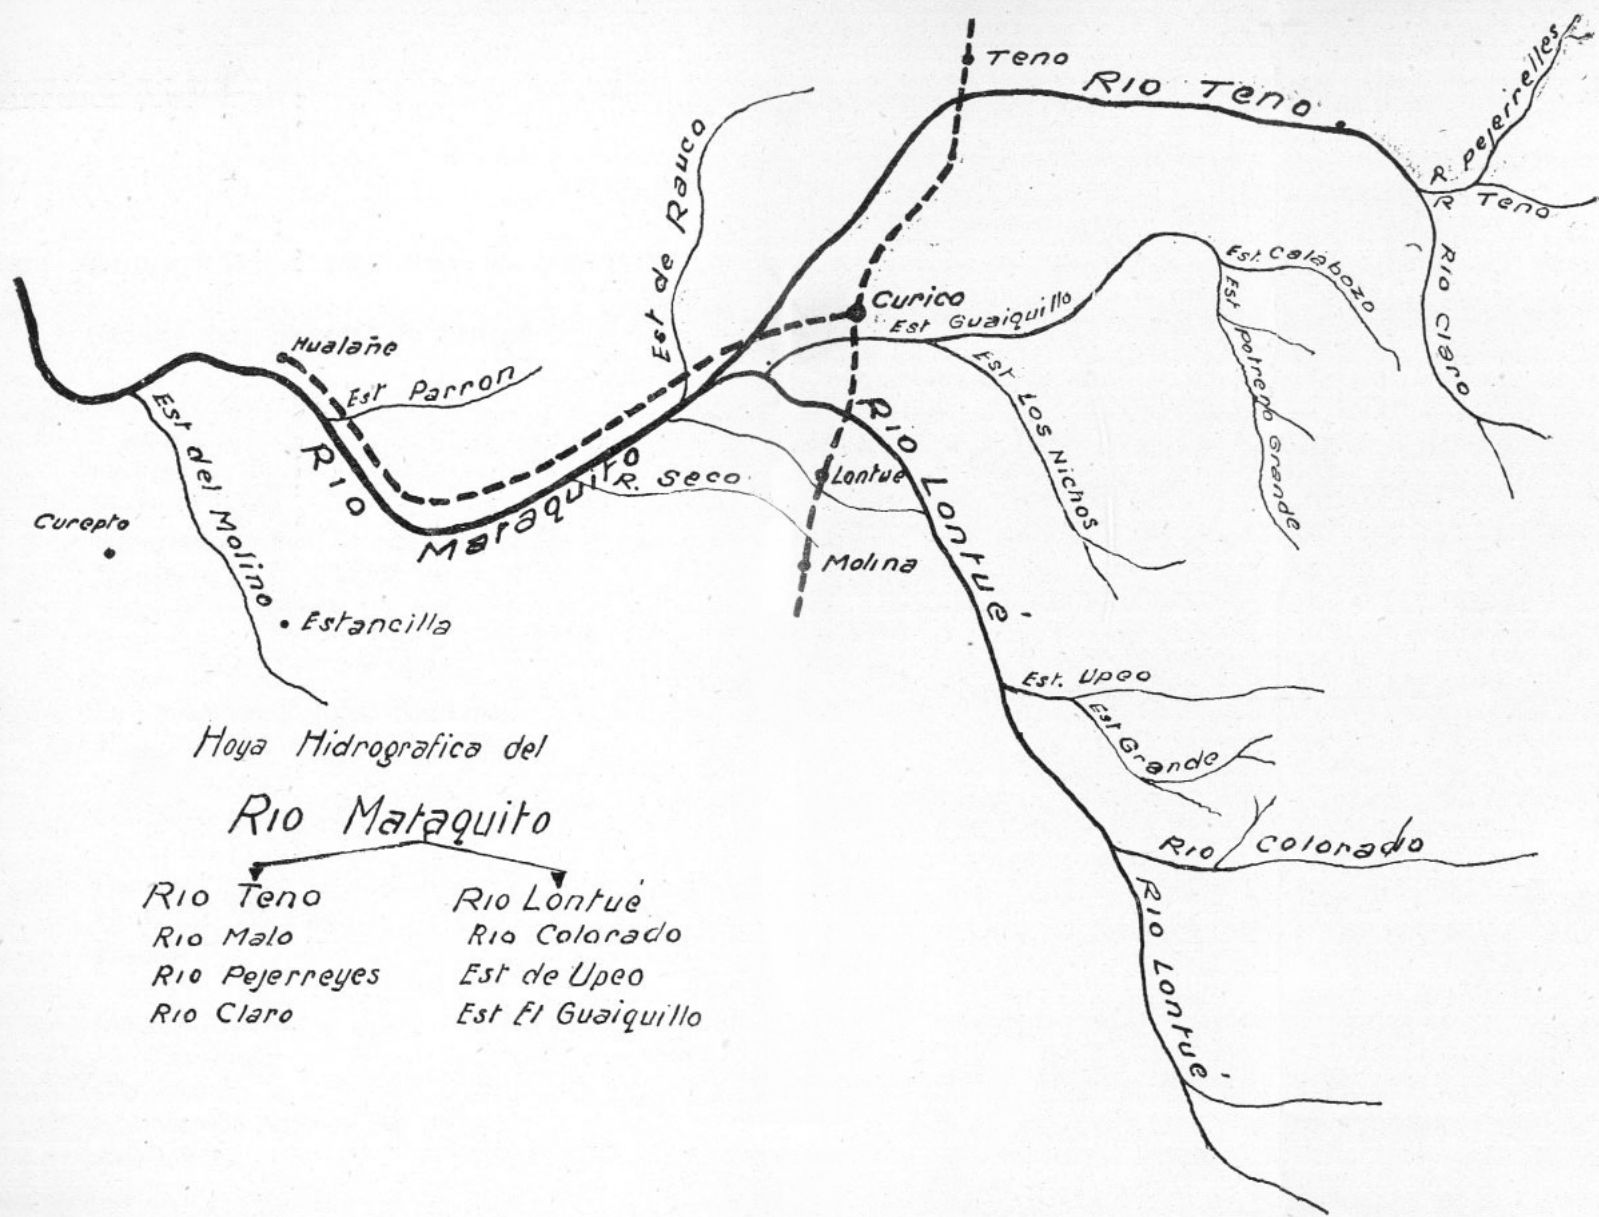 Teno
RIO TENO
R Pejerrelles
R Teno
RIO Claro
Est de Rauco
Curico
Est Guaiquillo
Est. Calabozo
Est Potrero Grande
Est Los Nichos
Hualañe
Est Parron
RIO Mataquito
R. Seco
Lontue
Molina
RIO Lontué
Est del Molino
Curepto
Estancilla
Est. Upeo
Est Grande
RIO Colorado
RIO Lontué
Hoya Hidrografica del
RIO Mataquito
RIO Teno
RIO Lontué
RIO Malo
RIO Colorado
RIO Pejerreyes
Est de Upeo
RIO Claro
Est El Guaiquillo